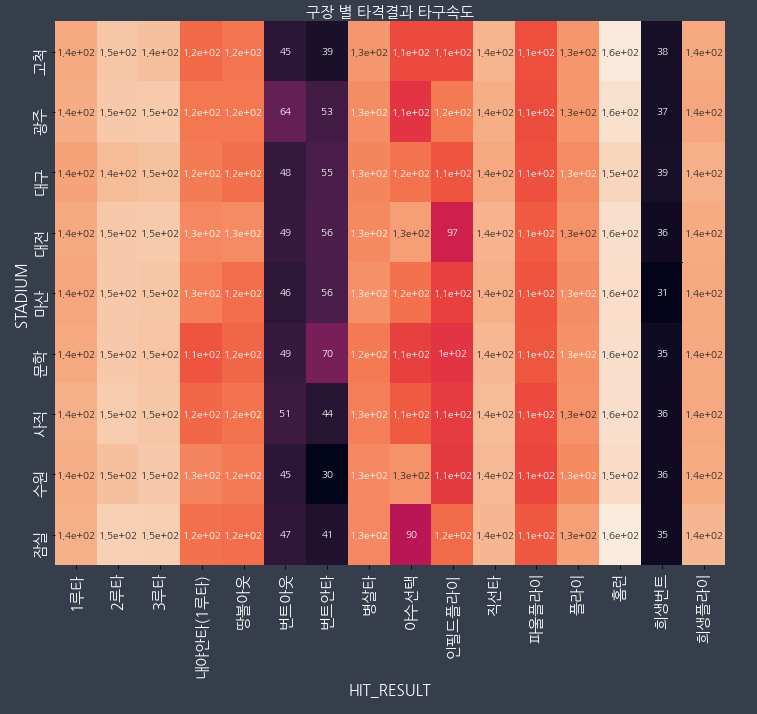 구장 별 타격결과 타구속도
고척 1.4e+02 1.5e+02 1.4e+02 1.2e+02 1.2e+02 45 39 1.3e+02 1.1e+02 1.1e+02 1.4e+02 1.1e+02 1.3e+02 1.6e+02 38 1.4e+02
광주 1.4e+02 1.5e+02 1.5e+02 1.2e+02 1.2e+02 64 53 1.3e+02 1.1e+02 1.2e+02 1.4e+02 1.1e+02 1.3e+02 1.6e+02 37 1.4e+02
대구 1.4e+02 1.4e+02 1.5e+02 1.2e+02 1.2e+02 48 55 1.3e+02 1.2e+02 1.1e+02 1.4e+02 1.1e+02 1.3e+02 1.5e+02 39 1.4e+02
대전 1.4e+02 1.5e+02 1.5e+02 1.3e+02 1.3e+02 49 56 1.3e+02 1.3e+02 97 1.4e+02 1.1e+02 1.3e+02 1.6e+02 36 1.4e+02
마산 1.4e+02 1.5e+02 1.5e+02 1.3e+02 1.2e+02 46 56 1.3e+02 1.2e+02 1.1e+02 1.4e+02 1.1e+02 1.3e+02 1.6e+02 31 1.4e+02
문학 1.4e+02 1.5e+02 1.5e+02 1.1e+02 1.2e+02 49 70 1.2e+02 1.1e+02 1e+02 1.4e+02 1.1e+02 1.3e+02 1.6e+02 35 1.4e+02
사직 1.4e+02 1.5e+02 1.5e+02 1.2e+02 1.2e+02 51 44 1.3e+02 1.1e+02 1.1e+02 1.4e+02 1.1e+02 1.3e+02 1.6e+02 36 1.4e+02
수원 1.4e+02 1.5e+02 1.5e+02 1.3e+02 1.2e+02 45 30 1.3e+02 1.3e+02 1.1e+02 1.4e+02 1.1e+02 1.3e+02 1.5e+02 36 1.4e+02
잠실 1.4e+02 1.5e+02 1.5e+02 1.2e+02 1.2e+02 47 41 1.3e+02 90 1.2e+02 1.4e+02 1.1e+02 1.3e+02 1.6e+02 35 1.4e+02
STADIUM
1루타 2루타 3루타 내야안타(1루타) 땅볼아웃 번트아웃 번트안타 병살타 야수선택 인필드플라이 직선타 파울플라이 플라이 홈런 희생번트 희생플라이
HIT_RESULT